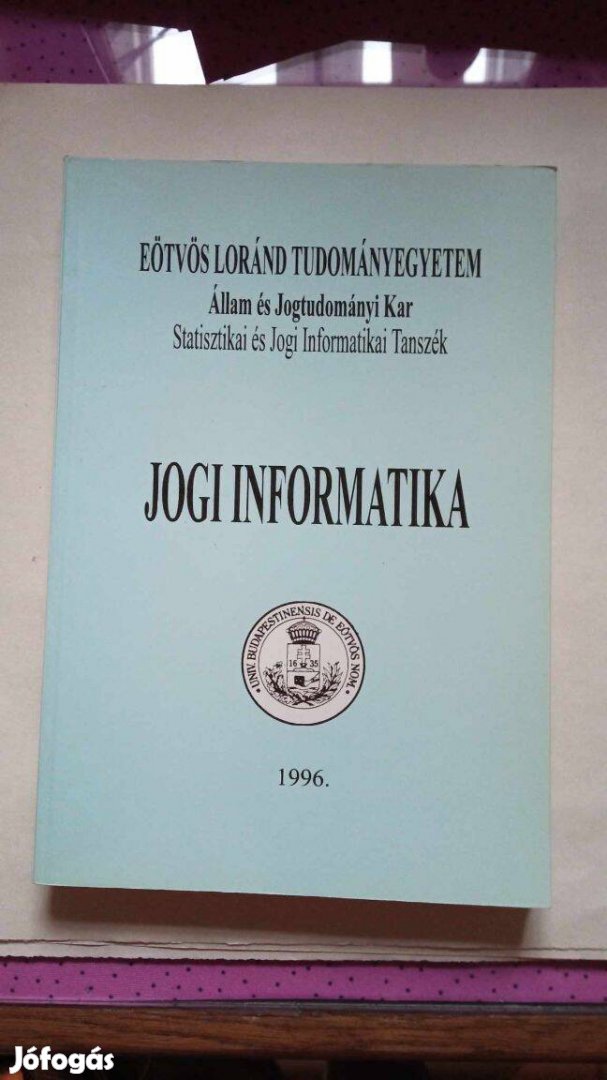 EÖTVÖS LORÁND TUDOMÁNYEGYETEM
Állam és Jogtudományi Kar
Statisztikai és Jogi Informatikai Tanszék
JOGI INFORMATIKA
UNIV. BUDAPESTINENSIS DE EÖTVÖS NOM.
16 35
1996.
Jófogás